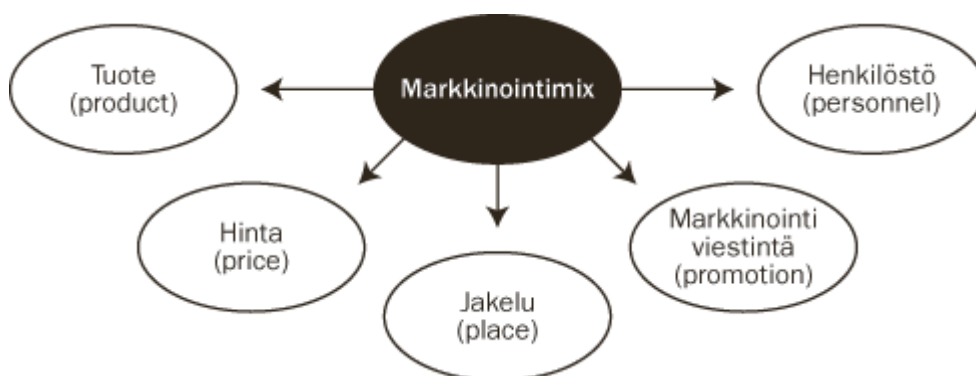 Markkinointimix
Tuote
(product)
Henkilöstö
(personnel)
Hinta
(price)
Markkinointi
viestintä
(promotion)
Jakelu
(place)